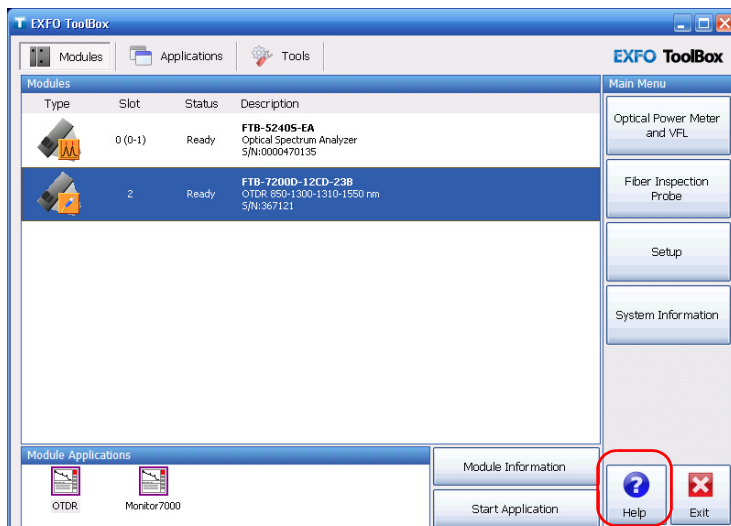 EXFO ToolBox
Modules
Applications
Tools
EXFO ToolBox
Modules
Type Slot Status Description
FTB-5240S-EA
0 (0-1) Ready Optical Spectrum Analyzer
S/N:0000470135
FTB-7200D-12CD-23B
2 Ready OTDR 850-1300-1310-1550 nm
S/N:367121
Main Menu
Optical Power Meter
and VFL
Fiber Inspection
Probe
Setup
System Information
Module Applications
OTDR
Monitor7000
Module Information
Start Application
Help
Exit